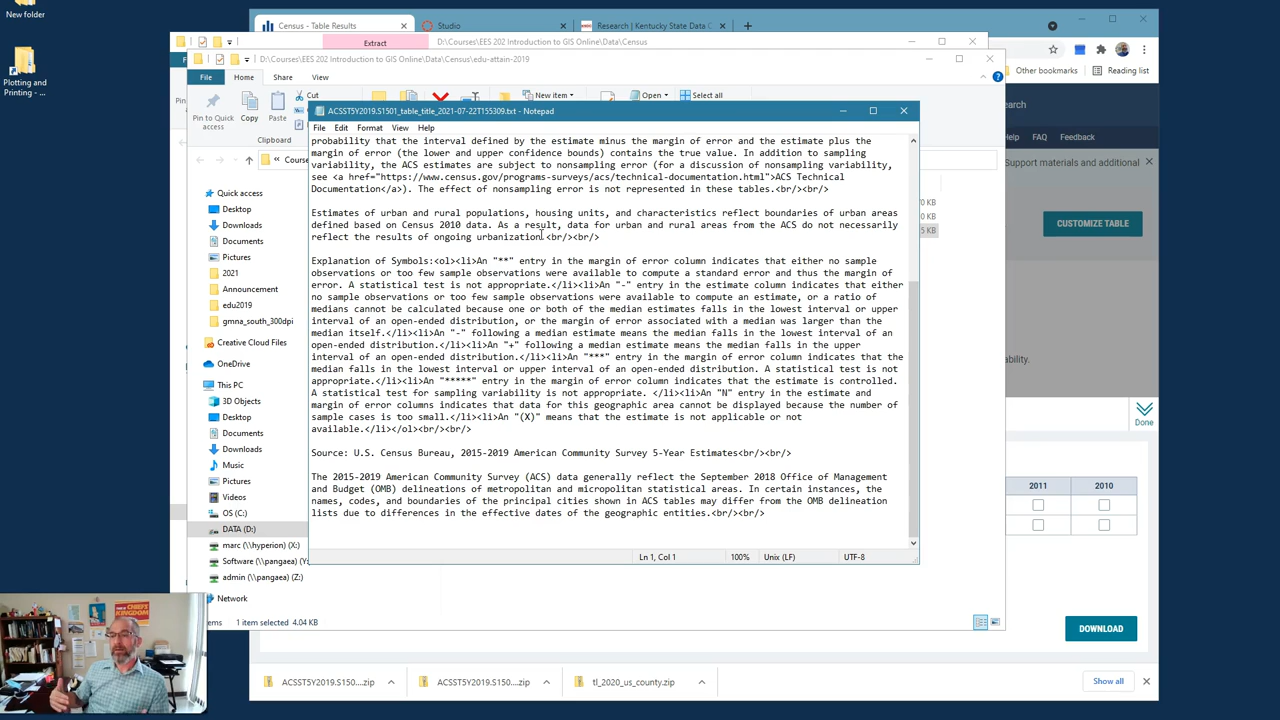 New folder
Plotting and
Printing - ...
Census - Table Results
Studio
Research | Kentucky State Data C
Extract
D:\Courses\EES 202 Introduction to GIS Online\Data\Census
D:\Courses\EES 202 Introduction to GIS Online\Data\Census\edu-attain-2019
File
Home
Share
View
Other bookmarks
Reading list
Pin to Quick
access
Copy
Paste
Cut
Clipboard
New item
Open
Select all
Search
Help
FAQ
Feedback
Support materials and additional
CUSTOMIZE TABLE
Done
2011
2010
DOWNLOAD
Quick access
Desktop
Downloads
Documents
Pictures
2021
Announcement
edu2019
gmna_south_300dpi
Creative Cloud Files
OneDrive
This PC
3D Objects
Desktop
Documents
Downloads
Music
Pictures
Videos
OS (C:)
DATA (D:)
marc (\\hyperion) (X:)
Software (\\pangaea) (Y:
admin (\\pangaea) (Z:)
Network
1 item selected 4.04 KB
ACSST5Y2019.S1501_table_title_2021-07-22T155309.txt - Notepad
File Edit Format View Help
probability that the interval defined by the estimate minus the margin of error and the estimate plus the
margin of error (the lower and upper confidence bounds) contains the true value. In addition to sampling
variability, the ACS estimates are subject to nonsampling error (for a discussion of nonsampling variability,
see <a href="https://www.census.gov/programs-surveys/acs/technical-documentation.html">ACS Technical
Documentation</a>). The effect of nonsampling error is not represented in these tables.<br/><br/>
Estimates of urban and rural populations, housing units, and characteristics reflect boundaries of urban areas
defined based on Census 2010 data. As a result, data for urban and rural areas from the ACS do not necessarily
reflect the results of ongoing urbanization.<br/><br/>
Explanation of Symbols:<ol><li>An "**" entry in the margin of error column indicates that either no sample
observations or too few sample observations were available to compute a standard error and thus the margin of
error. A statistical test is not appropriate.</li><li>An "-" entry in the estimate column indicates that either
no sample observations or too few sample observations were available to compute an estimate, or a ratio of
medians cannot be calculated because one or both of the median estimates falls in the lowest interval or upper
interval of an open-ended distribution, or the margin of error associated with a median was larger than the
median itself.</li><li>An "-" following a median estimate means the median falls in the lowest interval of an
open-ended distribution.</li><li>An "+" following a median estimate means the median falls in the upper
interval of an open-ended distribution.</li><li>An "***" entry in the margin of error column indicates that the
median falls in the lowest interval or upper interval of an open-ended distribution. A statistical test is not
appropriate.</li><li>An "*****" entry in the margin of error column indicates that the estimate is controlled.
A statistical test for sampling variability is not appropriate. </li><li>An "N" entry in the estimate and
margin of error columns indicates that data for this geographic area cannot be displayed because the number of
sample cases is too small.</li><li>An "(X)" means that the estimate is not applicable or not
available.</li></ol><br/><br/>
Source: U.S. Census Bureau, 2015-2019 American Community Survey 5-Year Estimates<br/><br/>
The 2015-2019 American Community Survey (ACS) data generally reflect the September 2018 Office of Management
and Budget (OMB) delineations of metropolitan and micropolitan statistical areas. In certain instances, the
names, codes, and boundaries of the principal cities shown in ACS tables may differ from the OMB delineation
lists due to differences in the effective dates of the geographic entities.<br/><br/>
Ln 1, Col 1 100% Unix (LF) UTF-8
ACSST5Y2019.S150....zip
ACSST5Y2019.S150....zip
tl_2020_us_county.zip
Show all
CHIEFS
KINGDOM